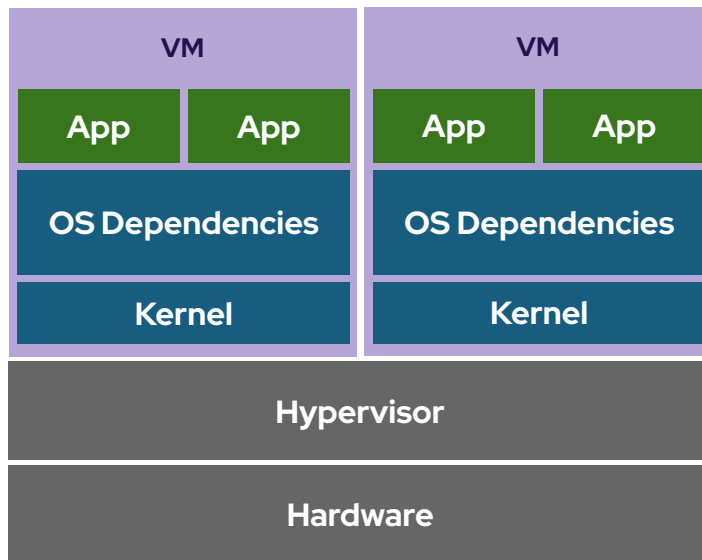 VM
App App
OS Dependencies
Kernel
VM
App App
OS Dependencies
Kernel
Hypervisor
Hardware